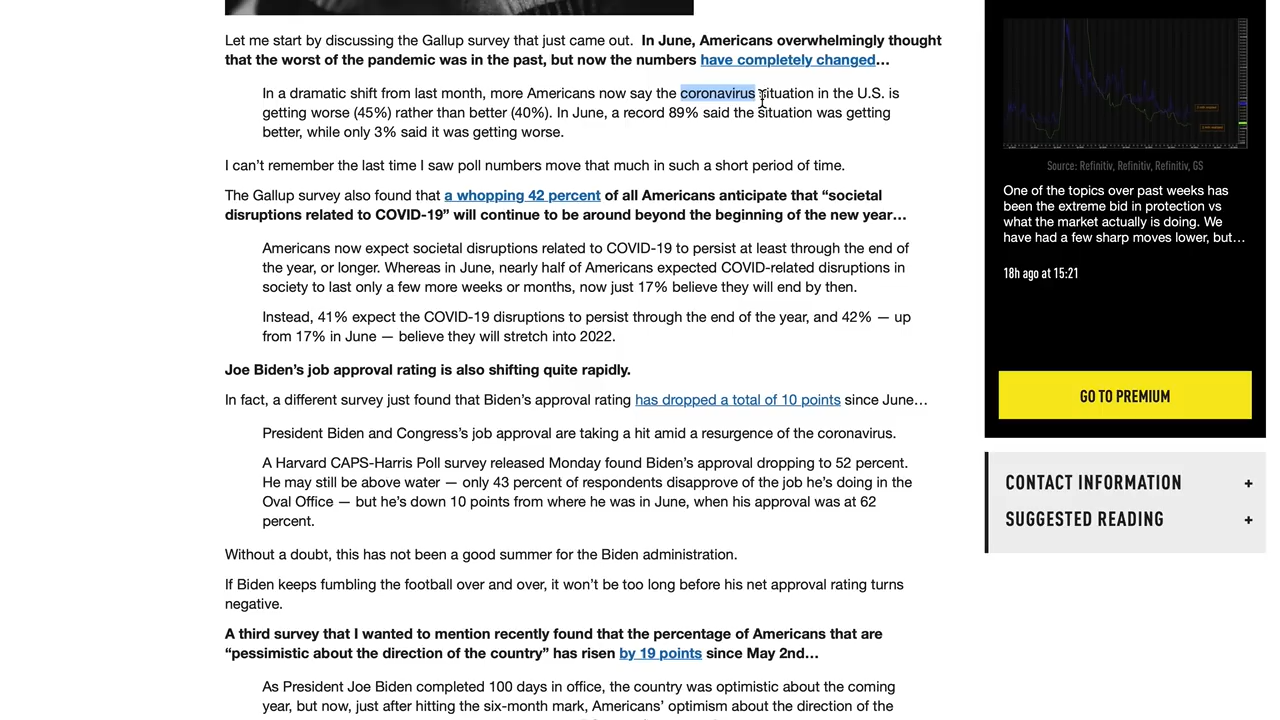 Let me start by discussing the Gallup survey that just came out.  In June, Americans overwhelmingly thought
that the worst of the pandemic was in the past, but now the numbers have completely changed…
In a dramatic shift from last month, more Americans now say the coronavirus situation in the U.S. is
getting worse (45%) rather than better (40%). In June, a record 89% said the situation was getting
better, while only 3% said it was getting worse.
I can’t remember the last time I saw poll numbers move that much in such a short period of time.
The Gallup survey also found that a whopping 42 percent of all Americans anticipate that “societal
disruptions related to COVID-19” will continue to be around beyond the beginning of the new year…
Americans now expect societal disruptions related to COVID-19 to persist at least through the end of
the year, or longer. Whereas in June, nearly half of Americans expected COVID-related disruptions in
society to last only a few more weeks or months, now just 17% believe they will end by then.
Instead, 41% expect the COVID-19 disruptions to persist through the end of the year, and 42% — up
from 17% in June — believe they will stretch into 2022.
Joe Biden’s job approval rating is also shifting quite rapidly.
In fact, a different survey just found that Biden’s approval rating has dropped a total of 10 points since June…
President Biden and Congress’s job approval are taking a hit amid a resurgence of the coronavirus.
A Harvard CAPS-Harris Poll survey released Monday found Biden’s approval dropping to 52 percent.
He may still be above water — only 43 percent of respondents disapprove of the job he’s doing in the
Oval Office — but he’s down 10 points from where he was in June, when his approval was at 62
percent.
Without a doubt, this has not been a good summer for the Biden administration.
If Biden keeps fumbling the football over and over, it won’t be too long before his net approval rating turns
negative.
A third survey that I wanted to mention recently found that the percentage of Americans that are
“pessimistic about the direction of the country” has risen by 19 points since May 2nd…
As President Joe Biden completed 100 days in office, the country was optimistic about the coming
year, but now, just after hitting the six-month mark, Americans’ optimism about the direction of the
Source: Refinitiv, Refinitiv, Refinitiv, GS
One of the topics over past weeks has
been the extreme bid in protection vs
what the market actually is doing. We
have had a few sharp moves lower, but…
18h ago at 15:21
GO TO PREMIUM
CONTACT INFORMATION +
SUGGESTED READING +